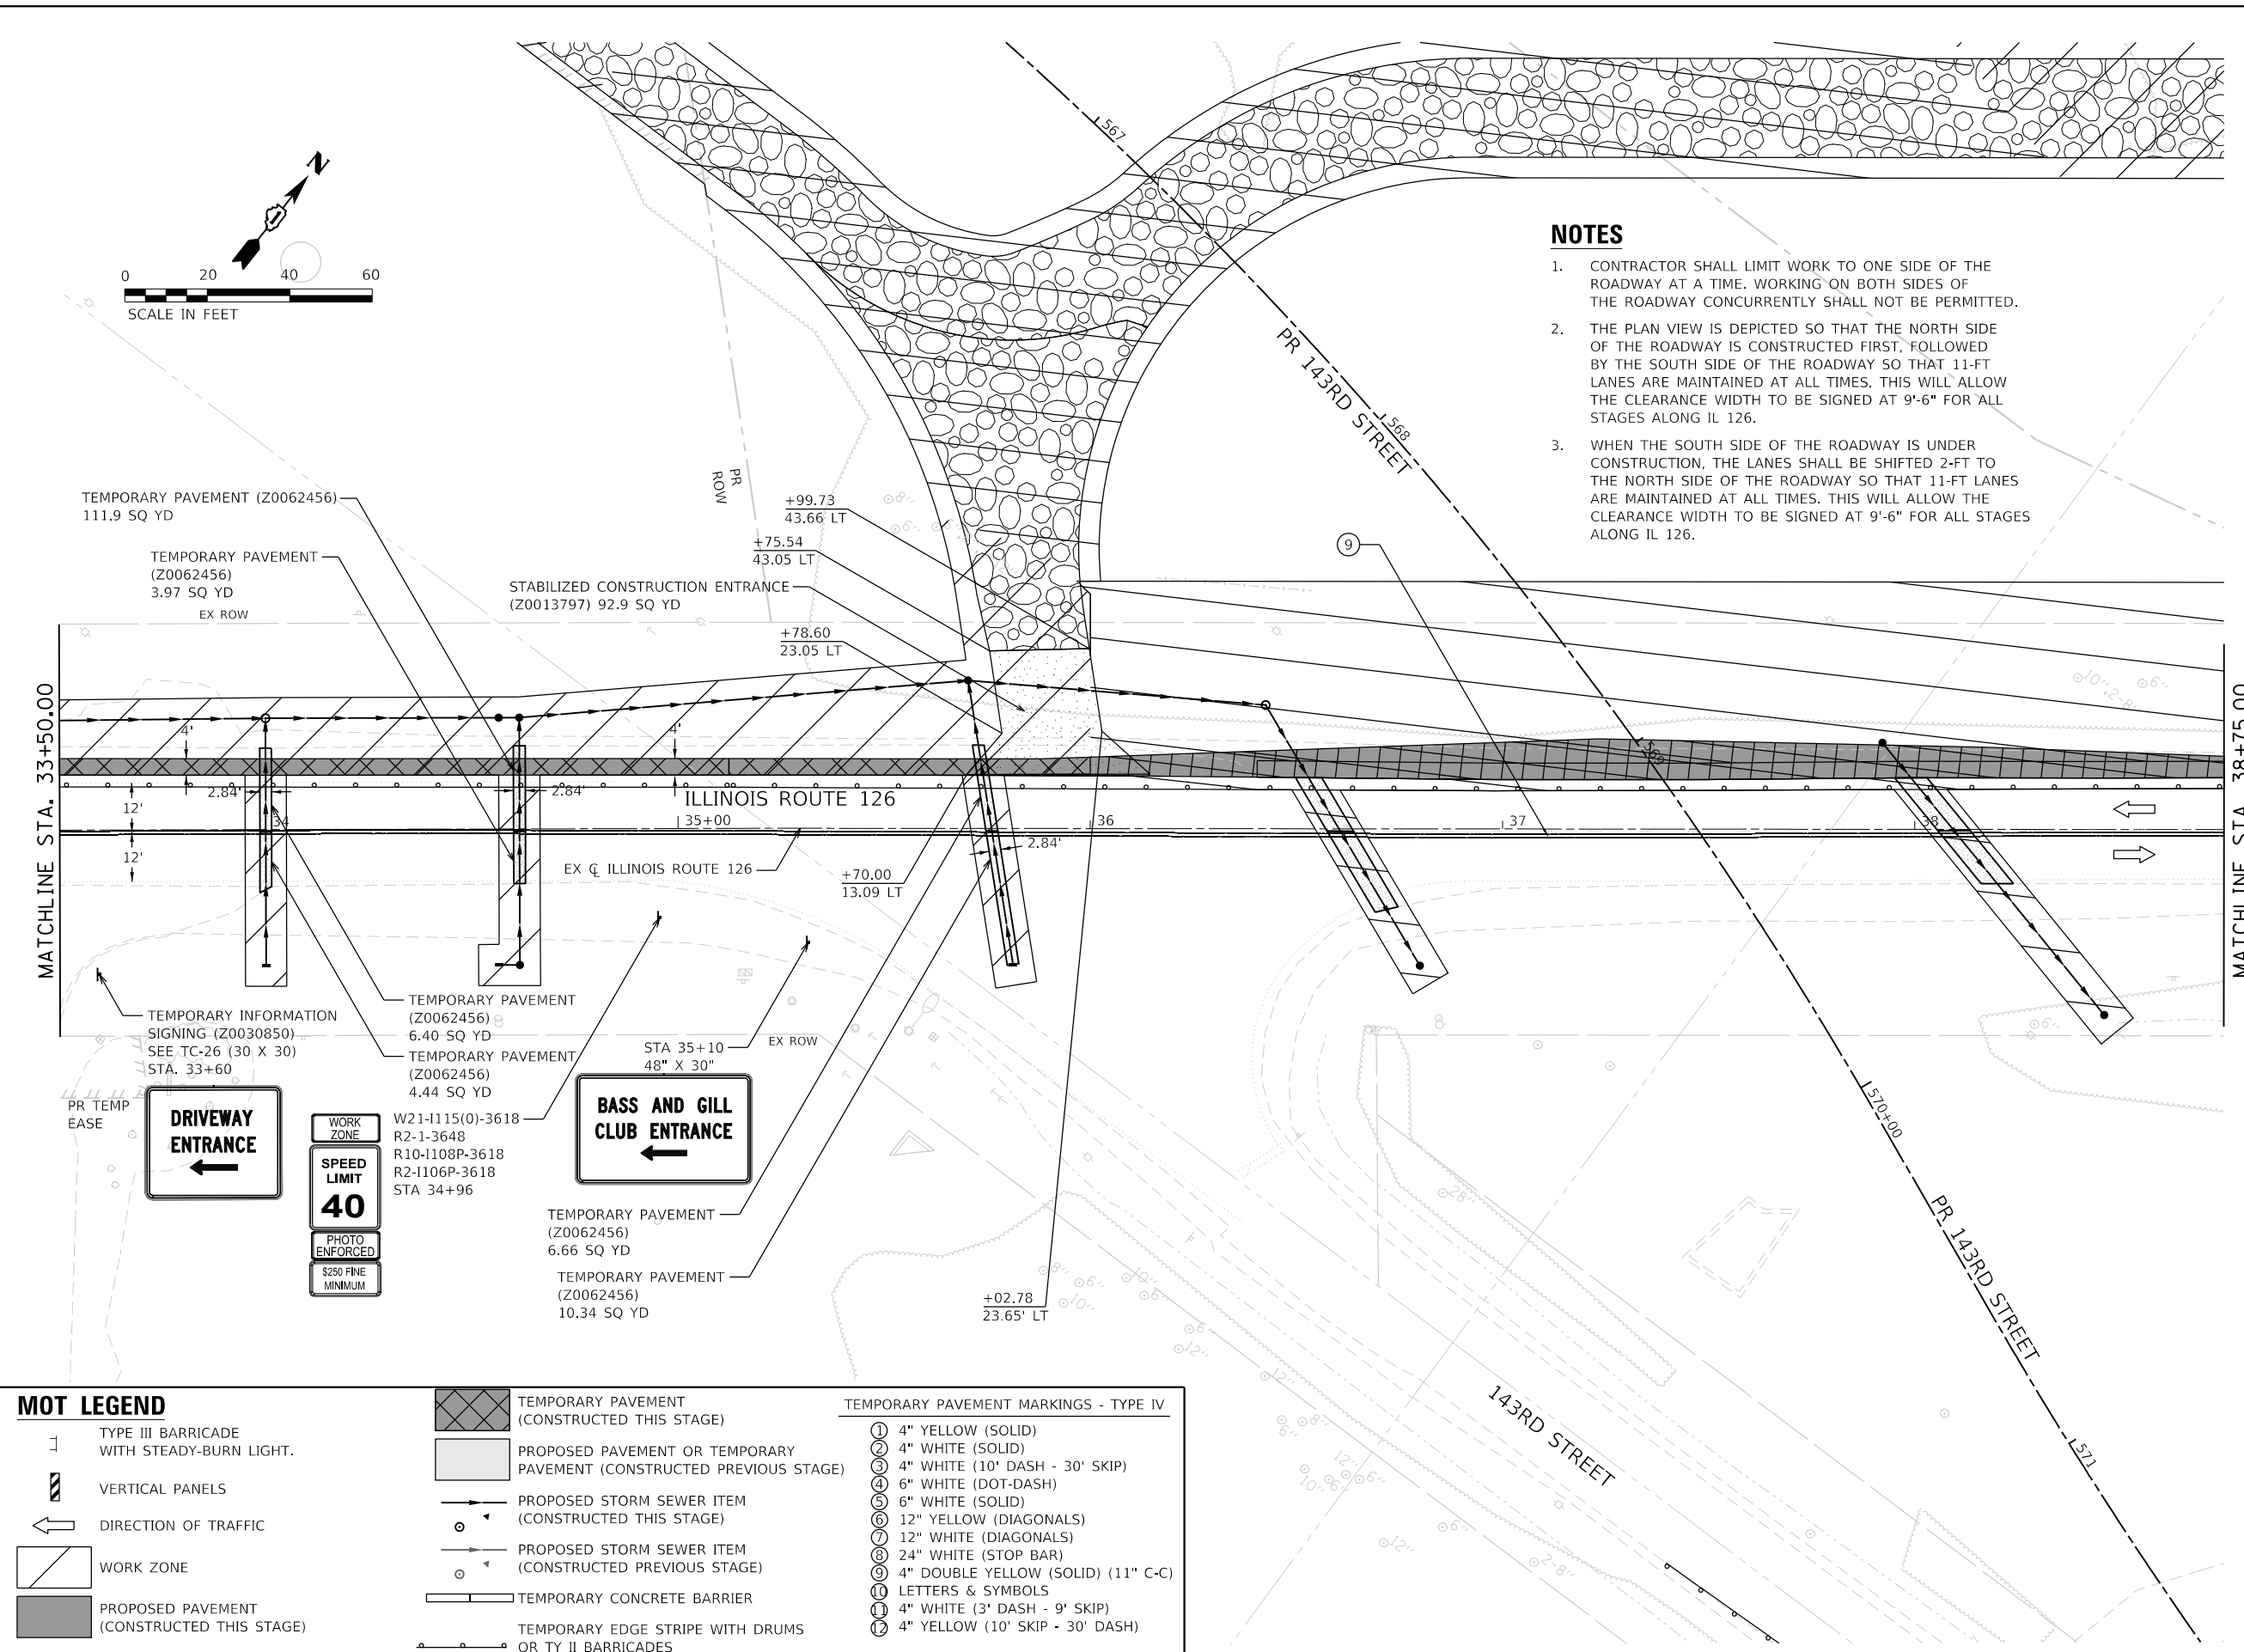 N
0 20 40 60
SCALE IN FEET
567
PR 143RD STREET
568
NOTES
1. CONTRACTOR SHALL LIMIT WORK TO ONE SIDE OF THE
ROADWAY AT A TIME. WORKING ON BOTH SIDES OF
THE ROADWAY CONCURRENTLY SHALL NOT BE PERMITTED.
2. THE PLAN VIEW IS DEPICTED SO THAT THE NORTH SIDE
OF THE ROADWAY IS CONSTRUCTED FIRST, FOLLOWED
BY THE SOUTH SIDE OF THE ROADWAY SO THAT 11-FT
LANES ARE MAINTAINED AT ALL TIMES. THIS WILL ALLOW
THE CLEARANCE WIDTH TO BE SIGNED AT 9'-6" FOR ALL
STAGES ALONG IL 126.
3. WHEN THE SOUTH SIDE OF THE ROADWAY IS UNDER
CONSTRUCTION, THE LANES SHALL BE SHIFTED 2-FT TO
THE NORTH SIDE OF THE ROADWAY SO THAT 11-FT LANES
ARE MAINTAINED AT ALL TIMES. THIS WILL ALLOW THE
CLEARANCE WIDTH TO BE SIGNED AT 9'-6" FOR ALL STAGES
ALONG IL 126.
PR
ROW
TEMPORARY PAVEMENT (Z0062456)
111.9 SQ YD
TEMPORARY PAVEMENT
(Z0062456)
3.97 SQ YD
EX ROW
+99.73
43.66 LT
+75.54
43.05 LT
STABILIZED CONSTRUCTION ENTRANCE
(Z0013797) 92.9 SQ YD
+78.60
23.05 LT
9
MATCHLINE STA. 33+50.00
MATCHLINE STA. 38+75.00
4'
4'
12'
12'
2.84'
2.84'
2.84'
ILLINOIS ROUTE 126
34
35+00
36
37
38
569
EX ℄ ILLINOIS ROUTE 126
+70.00
13.09 LT
TEMPORARY INFORMATION
SIGNING (Z0030850)
SEE TC-26 (30 X 30)
STA. 33+60
TEMPORARY PAVEMENT
(Z0062456)
6.40 SQ YD
TEMPORARY PAVEMENT
(Z0062456)
4.44 SQ YD
STA 35+10
48" X 30"
EX ROW
PR TEMP
EASE
DRIVEWAY
ENTRANCE
WORK
ZONE
SPEED
LIMIT
40
PHOTO
ENFORCED
$250 FINE
MINIMUM
W21-I115(0)-3618
R2-1-3648
R10-I108P-3618
R2-I106P-3618
STA 34+96
BASS AND GILL
CLUB ENTRANCE
TEMPORARY PAVEMENT
(Z0062456)
6.66 SQ YD
TEMPORARY PAVEMENT
(Z0062456)
10.34 SQ YD
+02.78
23.65' LT
570+00
PR 143RD STREET
571
143RD STREET
MOT LEGEND
TYPE III BARRICADE
WITH STEADY-BURN LIGHT.
VERTICAL PANELS
DIRECTION OF TRAFFIC
WORK ZONE
PROPOSED PAVEMENT
(CONSTRUCTED THIS STAGE)
TEMPORARY PAVEMENT
(CONSTRUCTED THIS STAGE)
PROPOSED PAVEMENT OR TEMPORARY
PAVEMENT (CONSTRUCTED PREVIOUS STAGE)
PROPOSED STORM SEWER ITEM
(CONSTRUCTED THIS STAGE)
PROPOSED STORM SEWER ITEM
(CONSTRUCTED PREVIOUS STAGE)
TEMPORARY CONCRETE BARRIER
TEMPORARY EDGE STRIPE WITH DRUMS
OR TY II BARRICADES
TEMPORARY PAVEMENT MARKINGS - TYPE IV
1 4" YELLOW (SOLID)
2 4" WHITE (SOLID)
3 4" WHITE (10' DASH - 30' SKIP)
4 6" WHITE (DOT-DASH)
5 6" WHITE (SOLID)
6 12" YELLOW (DIAGONALS)
7 12" WHITE (DIAGONALS)
8 24" WHITE (STOP BAR)
9 4" DOUBLE YELLOW (SOLID) (11" C-C)
10 LETTERS & SYMBOLS
11 4" WHITE (3' DASH - 9' SKIP)
12 4" YELLOW (10' SKIP - 30' DASH)